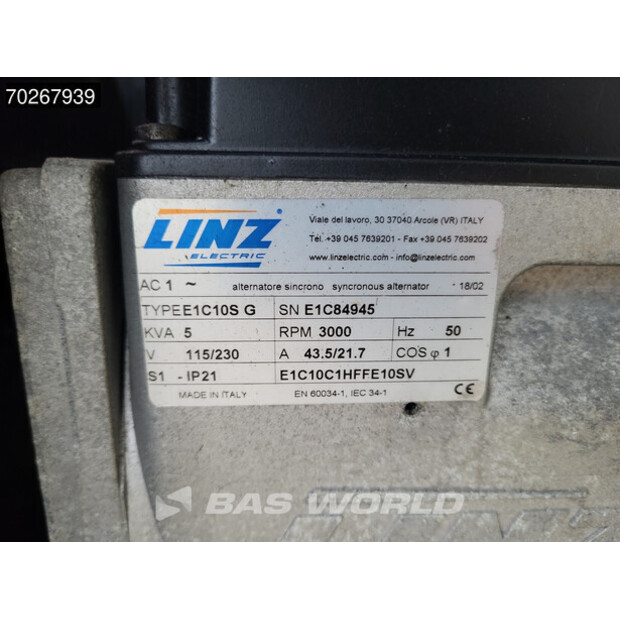 70267939
LINZ
ELECTRIC
Viale del lavoro, 30 37040 Arcole (VR) ITALY
Tel. +39 045 7639201 - Fax +39 045 7639202
www.linzelectric.com - info@linzelectric.com
AC 1 ~ alternatore sincrono syncronous alternator 18/02
TYPE E1C10S G SN E1C84945
KVA 5 RPM 3000 Hz 50
V 115/230 A 43.5/21.7 COS φ 1
S1 - IP21 E1C10C1HFFE10SV
MADE IN ITALY EN 60034-1, IEC 34-1 CE
BAS WORLD